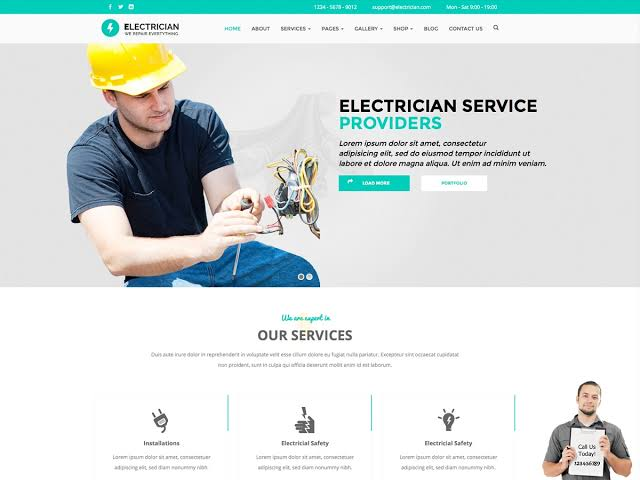 1234 - 5678 - 9012 support@electrician.com Mon - Sat 9:00 - 19:00
ELECTRICIAN
WE REPAIR EVERTYTHING
HOME ABOUT SERVICES PAGES GALLERY SHOP BLOG CONTACT US
ELECTRICIAN SERVICE
PROVIDERS
Lorem ipsum dolor sit amet, consectetur
adipisicing elit, sed do eiusmod tempor incididunt ut
labore et dolore magna aliqua. Ut enim ad minim veniam.
LOAD MORE PORTFOLIO
We are expert in
OUR SERVICES
Duis aute irure dolor in reprehenderit in voluptate velit esse cillum dolore eu fugiat nulla pariatur. Excepteur sint occaecat cupidatat
non proident, sunt in culpa qui officia deserunt mollit anim id est laborum.
Installations Electricial Safety Electricial Safety
Lorem ipsum dolor sit amet, consectetuer Lorem ipsum dolor sit amet, consectetuer Lorem ipsum dolor sit amet, consectetuer
adipiscing elit, sed diam nonummy nibh. adipiscing elit, sed diam nonummy nibh. adipiscing elit, sed diam nonummy nibh.
Call Us
Today!
123456789